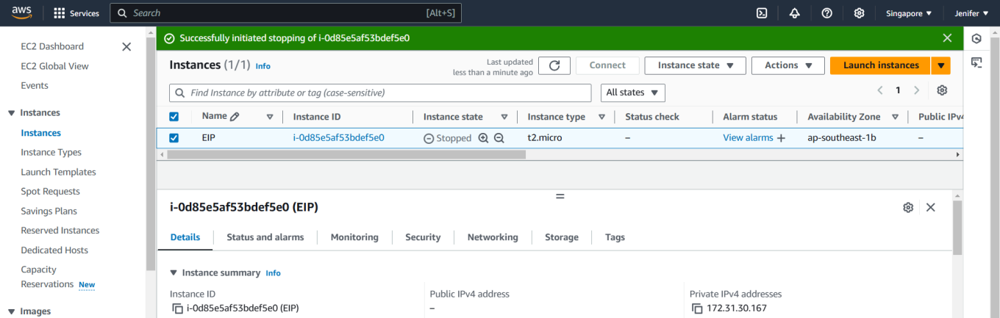 aws Services Search [Alt+S] Singapore Jenifer
EC2 Dashboard
EC2 Global View
Events
Instances
Instances
Instance Types
Launch Templates
Spot Requests
Savings Plans
Reserved Instances
Dedicated Hosts
Capacity
Reservations New
Images
Successfully initiated stopping of i-0d85e5af53bdef5e0
Instances (1/1) Info
Last updated
less than a minute ago
Connect Instance state Actions Launch instances
Find Instance by attribute or tag (case-sensitive) All states 1
Name Instance ID Instance state Instance type Status check Alarm status Availability Zone Public IPv4
EIP i-0d85e5af53bdef5e0 Stopped t2.micro – View alarms + ap-southeast-1b –
i-0d85e5af53bdef5e0 (EIP)
Details Status and alarms Monitoring Security Networking Storage Tags
Instance summary Info
Instance ID Public IPv4 address Private IPv4 addresses
i-0d85e5af53bdef5e0 (EIP) – 172.31.30.167